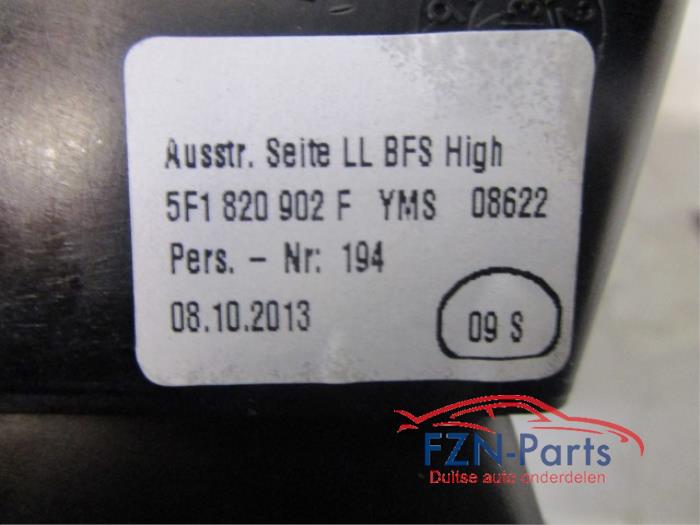 Ausstr. Seite LL BFS High
5F1 820 902 F YMS 08622
Pers. - Nr: 194
08.10.2013
09 S
FZN-Parts
Duitse auto onderdelen